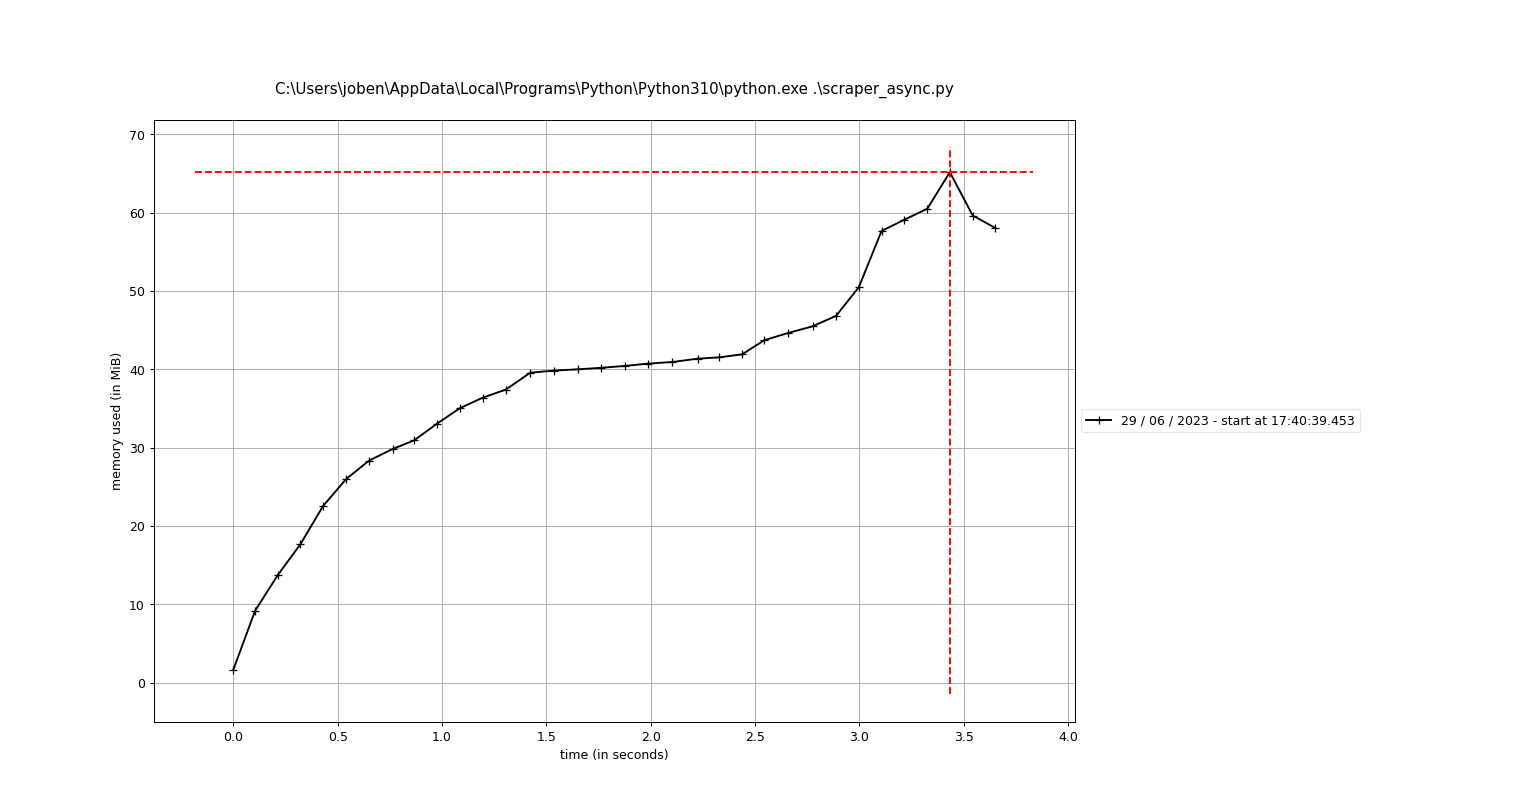 C:\Users\joben\AppData\Local\Programs\Python\Python310\python.exe .\scraper_async.py
70
60
50
40
30
20
10
0
memory used (in MiB)
0.0 0.5 1.0 1.5 2.0 2.5 3.0 3.5 4.0
time (in seconds)
29 / 06 / 2023 - start at 17:40:39.453